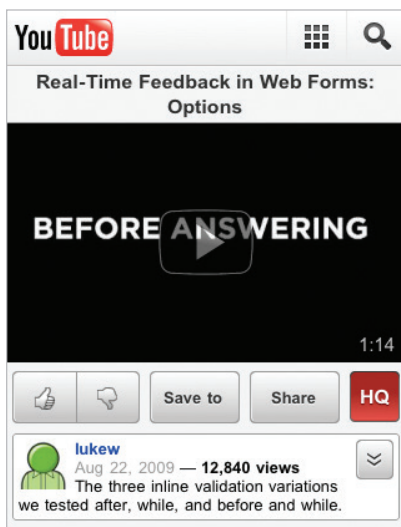 YouTube
Real-Time Feedback in Web Forms:
Options
BEFORE ANSWERING
1:14
Save to
Share
HQ
lukew
Aug 22, 2009 — 12,840 views
The three inline validation variations
we tested after, while, and before and while.